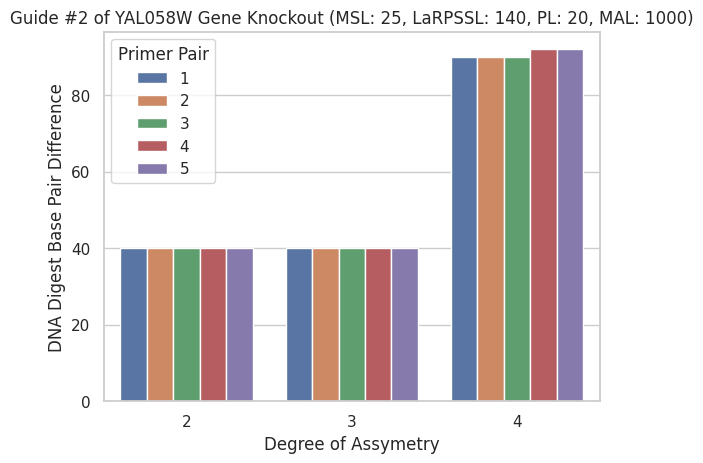 Guide #2 of YAL058W Gene Knockout (MSL: 25, LaRPSSL: 140, PL: 20, MAL: 1000)
Primer Pair
1
2
3
4
5
DNA Digest Base Pair Difference
80
60
40
20
0
2 3 4
Degree of Assymetry